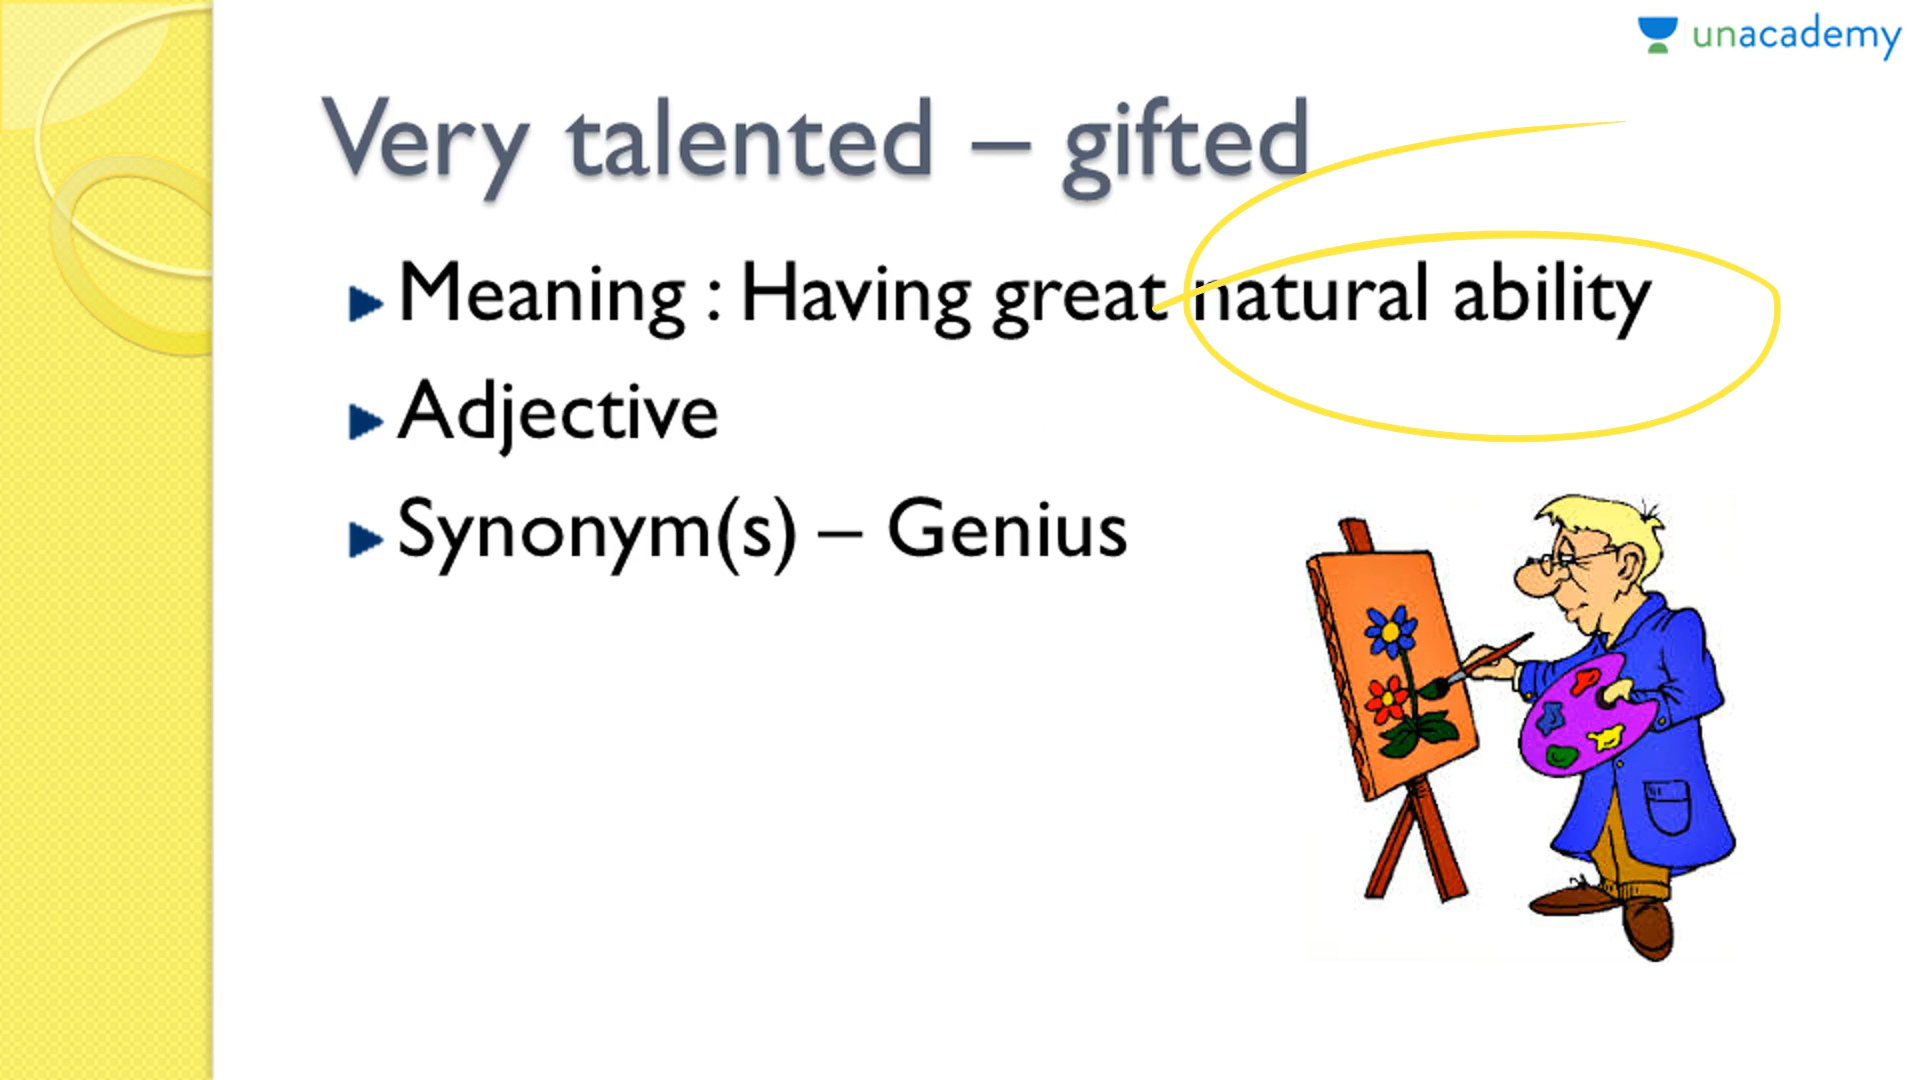 unacademy
Very talented – gifted
Meaning : Having great natural ability
Adjective
Synonym(s) – Genius